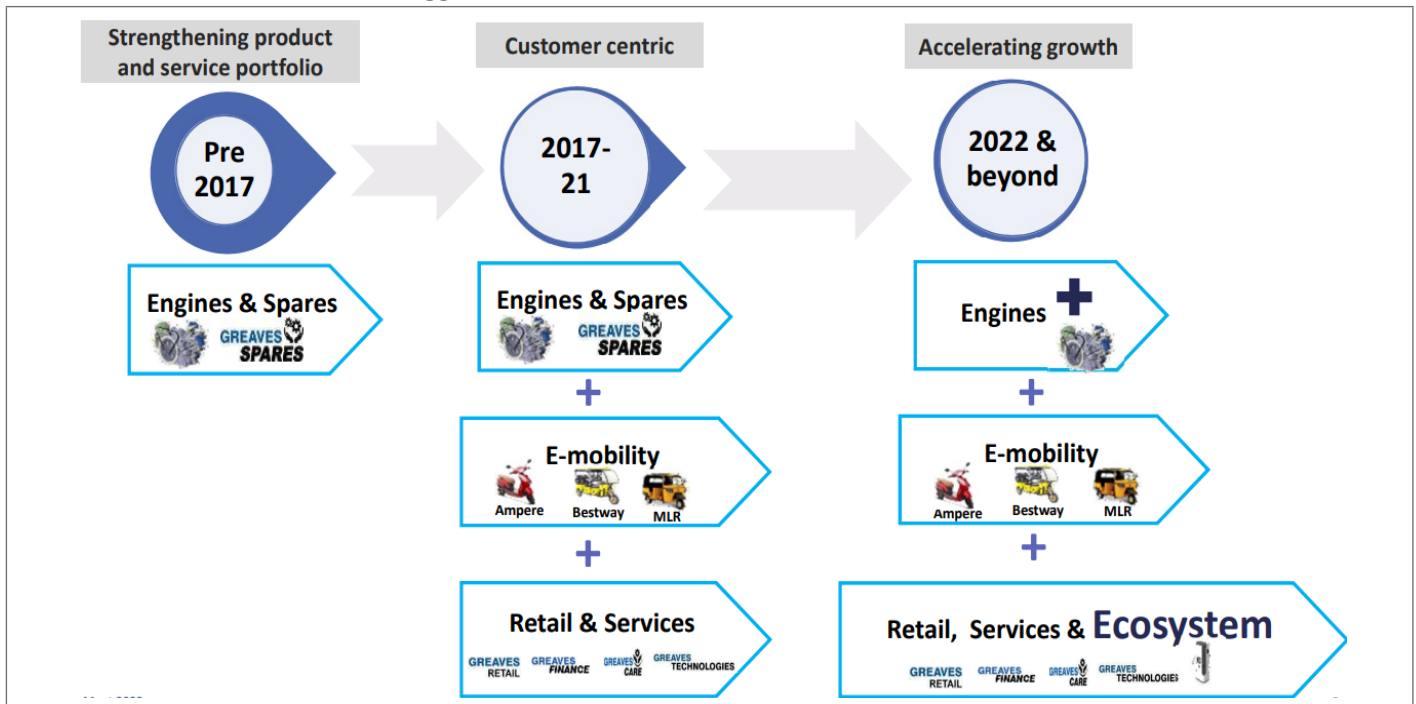 Strengthening product
and service portfolio
Customer centric
Accelerating growth
Pre
2017
2017-
21
2022 &
beyond
Engines & Spares
GREAVES
SPARES
Engines & Spares
GREAVES
SPARES
Engines +
+
+
E-mobility
Ampere
Bestway
MLR
E-mobility
Ampere
Bestway
MLR
+
+
Retail & Services
GREAVES
RETAIL
GREAVES
FINANCE
GREAVES
CARE
GREAVES
TECHNOLOGIES
Retail, Services & Ecosystem
GREAVES
RETAIL
GREAVES
FINANCE
GREAVES
CARE
GREAVES
TECHNOLOGIES